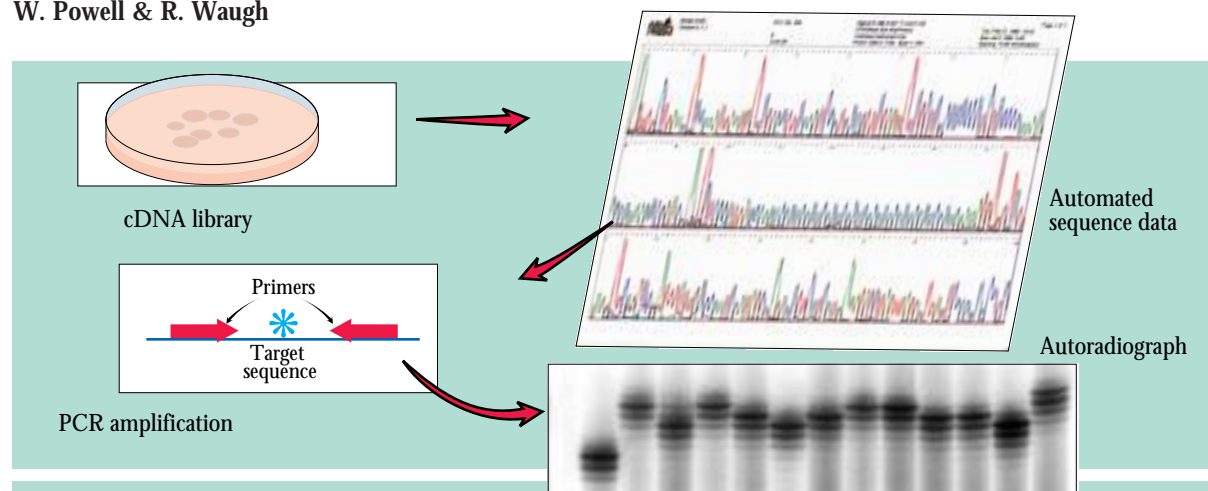 W. Powell & R. Waugh
cDNA library
Automated
sequence data
Primers
Target
sequence
PCR amplification
Autoradiograph